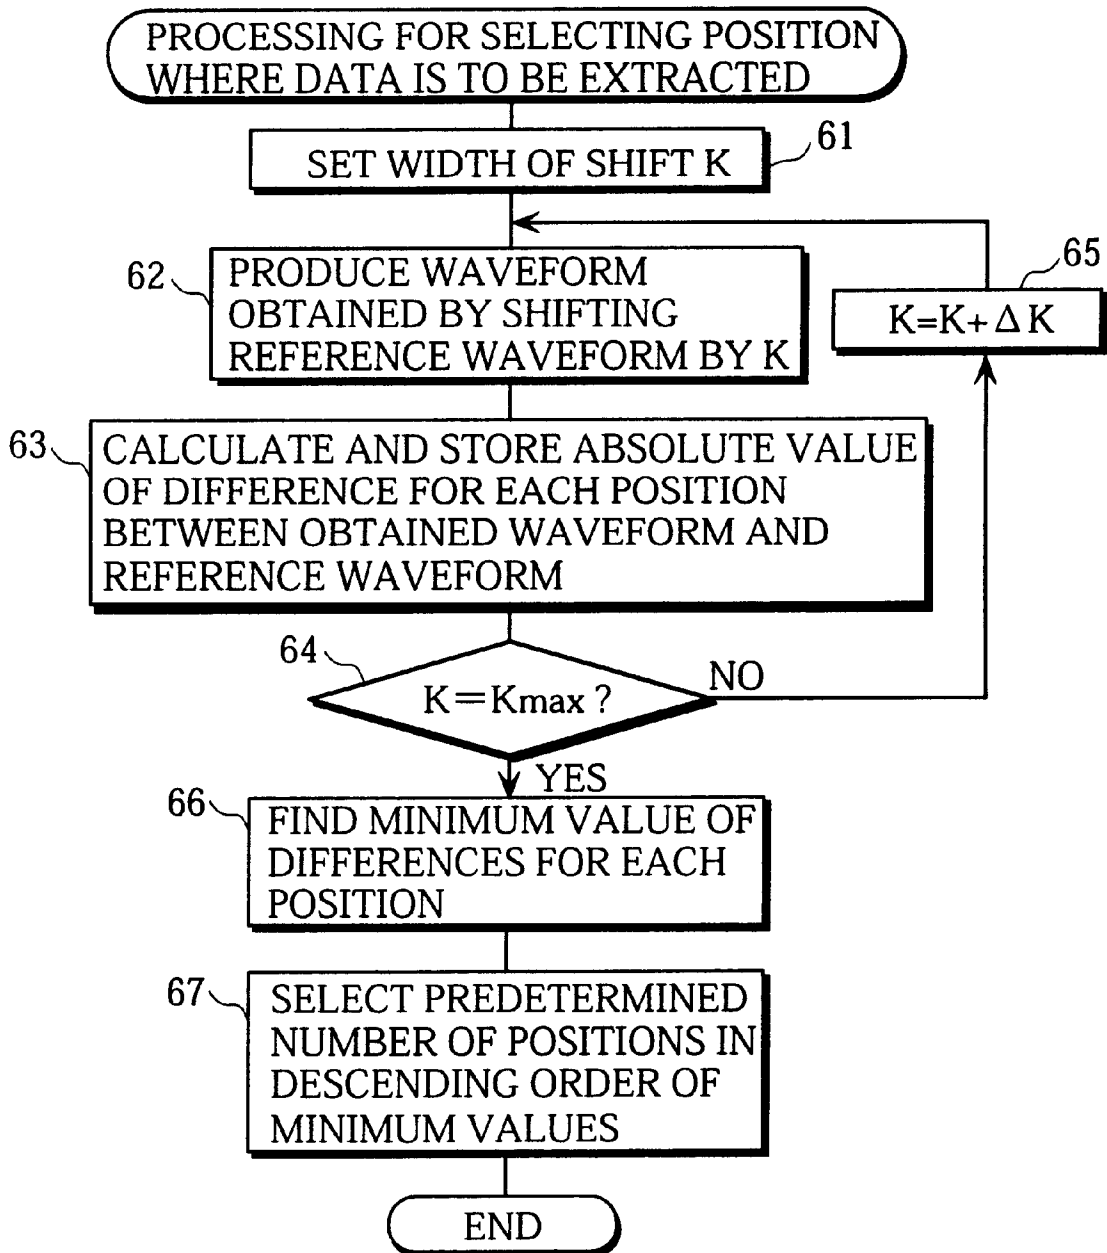 PROCESSING FOR SELECTING POSITION
WHERE DATA IS TO BE EXTRACTED
61
SET WIDTH OF SHIFT K
62
PRODUCE WAVEFORM
OBTAINED BY SHIFTING
REFERENCE WAVEFORM BY K
65
K=K+ΔK
63
CALCULATE AND STORE ABSOLUTE VALUE
OF DIFFERENCE FOR EACH POSITION
BETWEEN OBTAINED WAVEFORM AND
REFERENCE WAVEFORM
64
K=Kmax?
NO
YES
66
FIND MINIMUM VALUE OF
DIFFERENCES FOR EACH
POSITION
67
SELECT PREDETERMINED
NUMBER OF POSITIONS IN
DESCENDING ORDER OF
MINIMUM VALUES
END